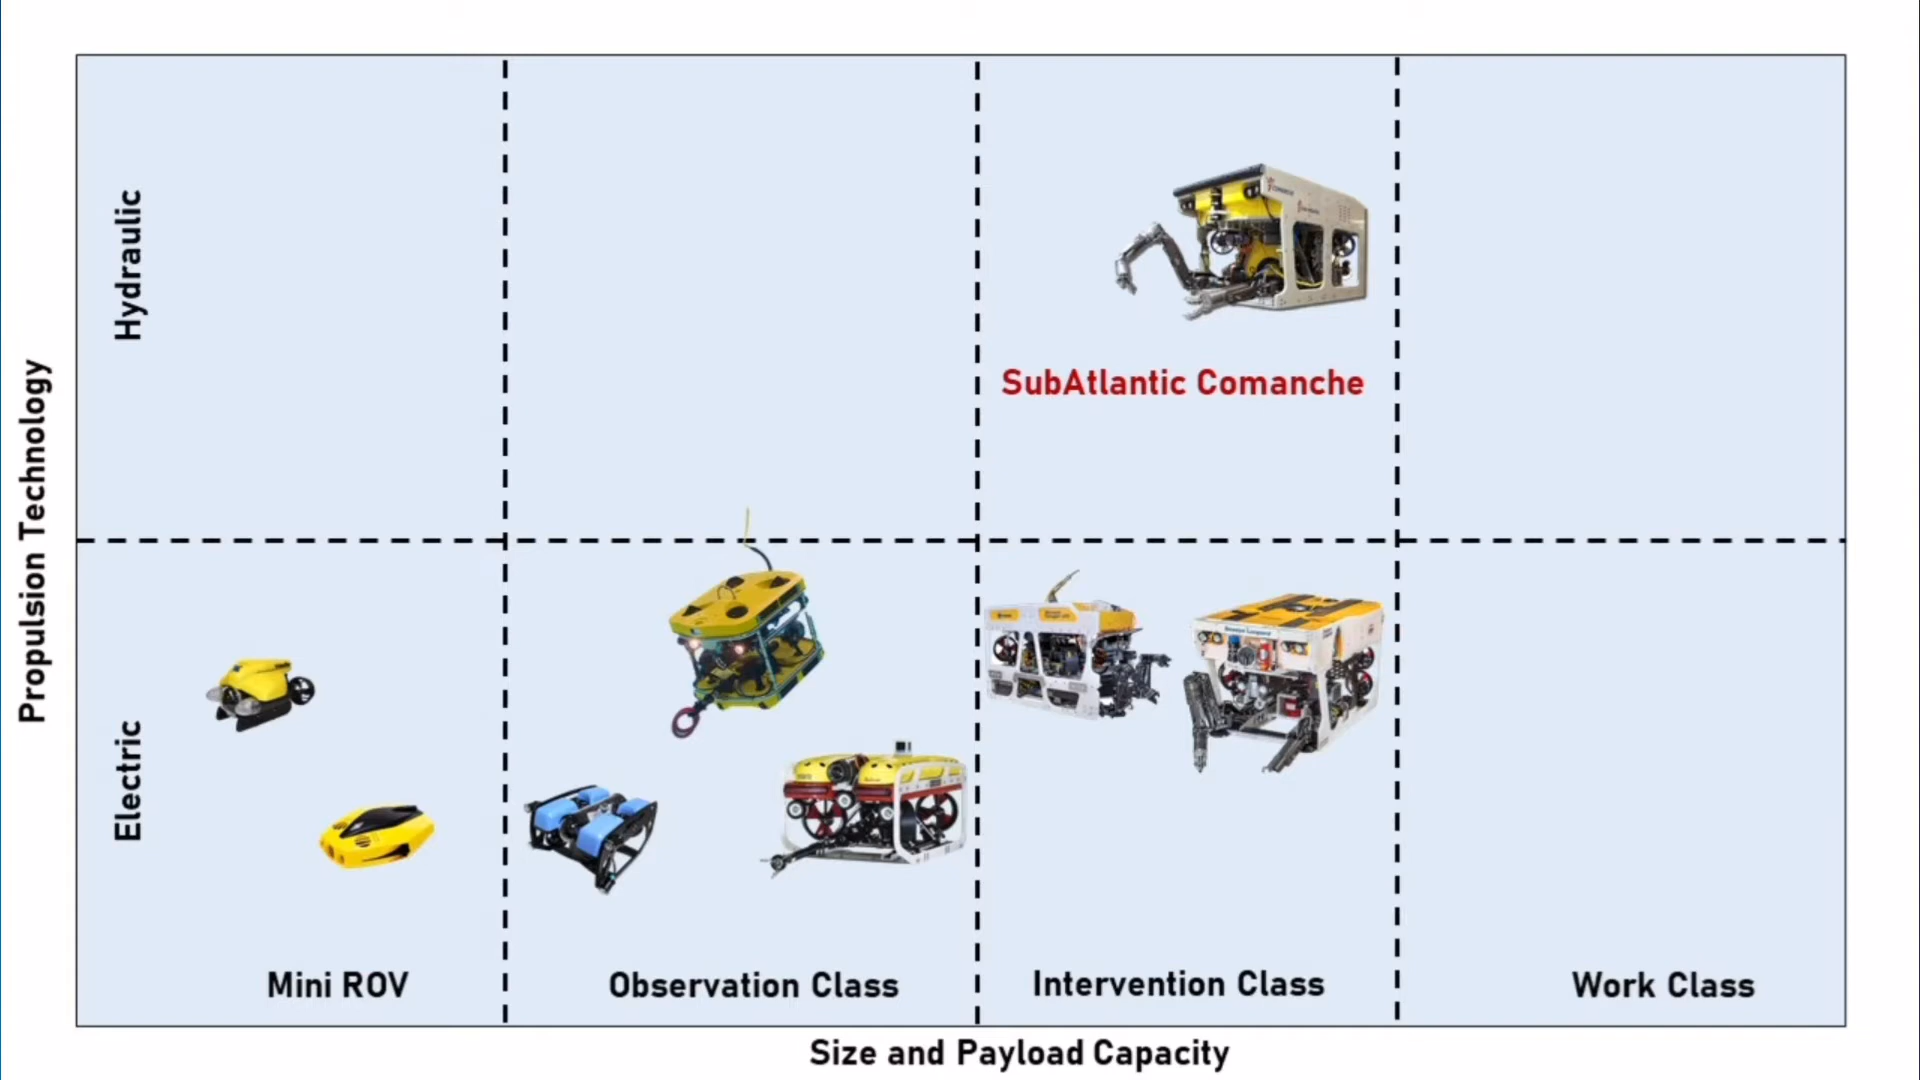 Propulsion Technology
Hydraulic
Electric
SubAtlantic Comanche
Mini ROV
Observation Class
Intervention Class
Work Class
Size and Payload Capacity